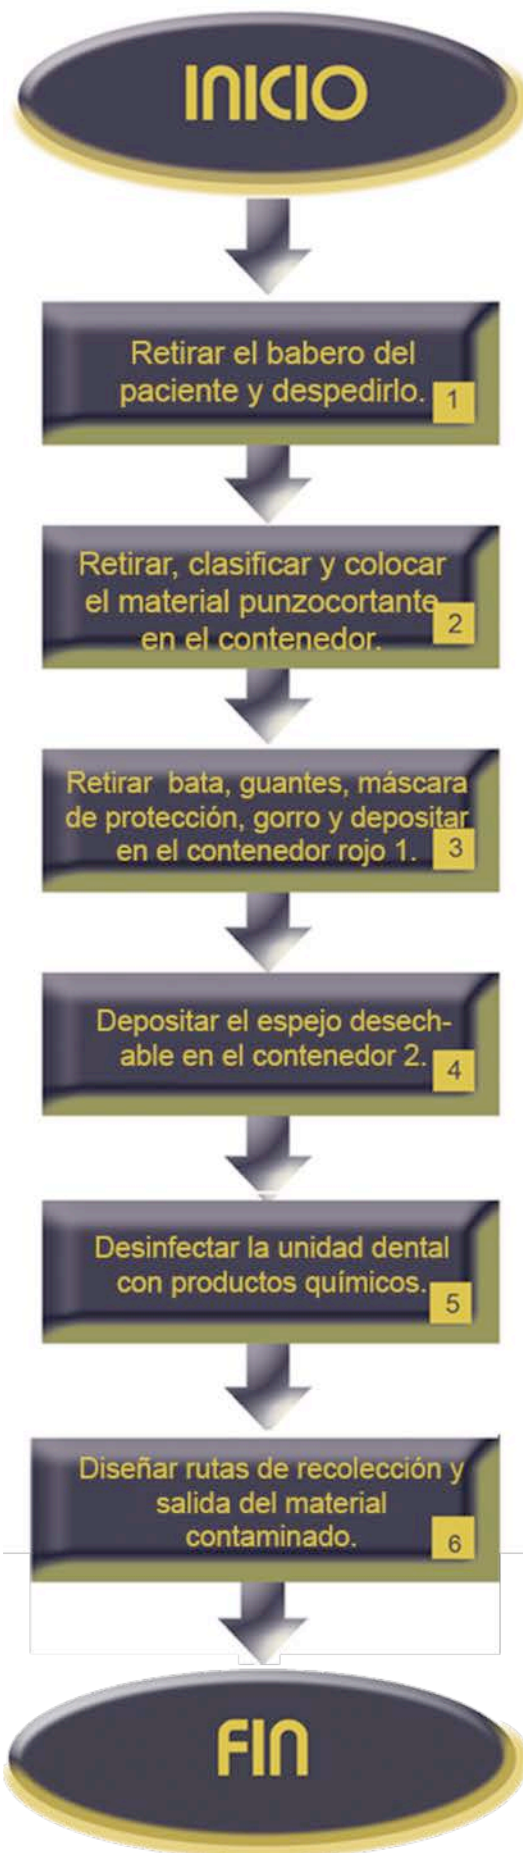 INICIO
Retirar el babero del
paciente y despedirlo.
1
Retirar, clasificar y colocar
el material punzocortante
en el contenedor.
2
Retirar bata, guantes, máscara
de protección, gorro y depositar
en el contenedor rojo 1.
3
Depositar el espejo desech-
able en el contenedor 2.
4
Desinfectar la unidad dental
con productos químicos.
5
Diseñar rutas de recolección y
salida del material
contaminado.
6
FIN